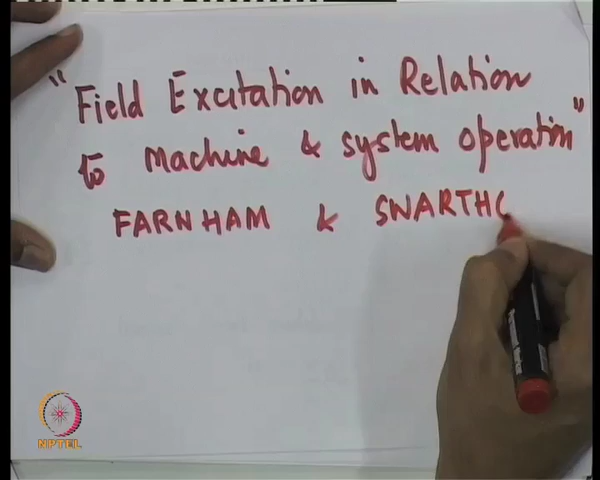 "Field Excitation in Relation
to machine & system operation"
FARNHAM & SWARTHO
NPTEL